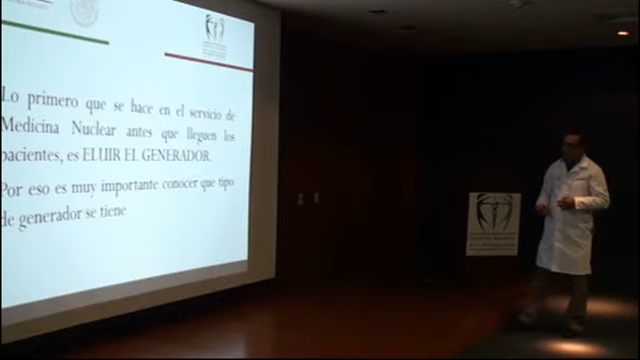 Lo primero que se hace en el servicio de
Medicina Nuclear antes que lleguen los
pacientes, es ELUIR EL GENERADOR.
Por eso es muy importante conocer que tipo
de generador se tiene